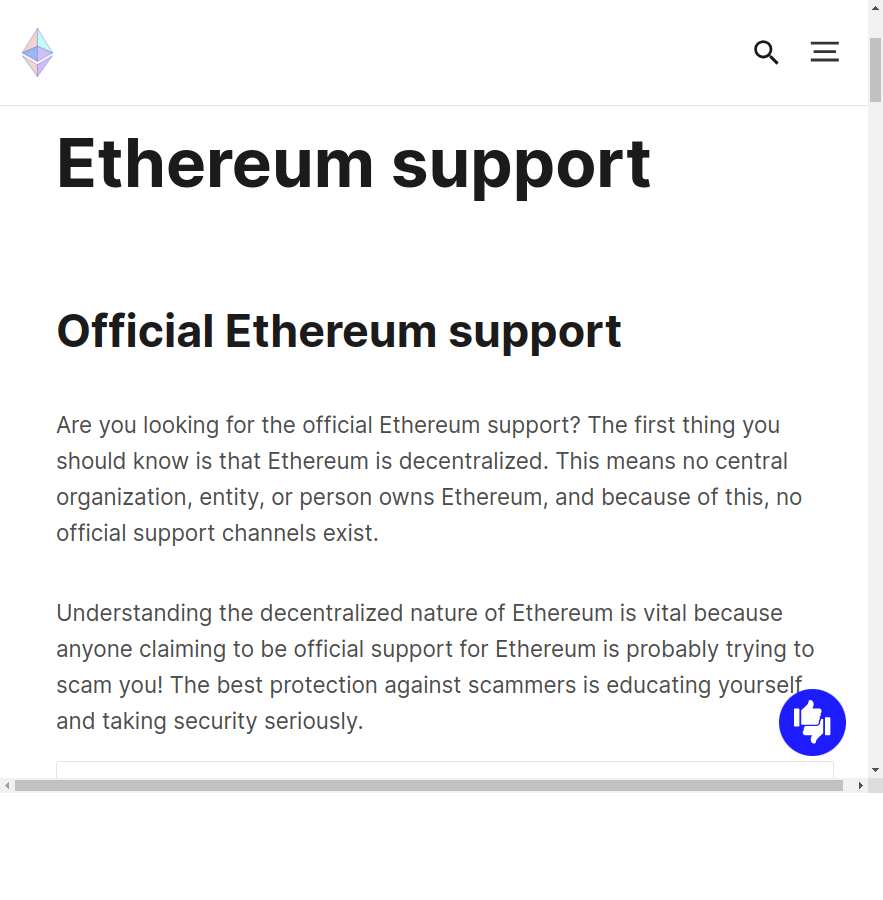 Ethereum support
Official Ethereum support
Are you looking for the official Ethereum support? The first thing you
should know is that Ethereum is decentralized. This means no central
organization, entity, or person owns Ethereum, and because of this, no
official support channels exist.
Understanding the decentralized nature of Ethereum is vital because
anyone claiming to be official support for Ethereum is probably trying to
scam you! The best protection against scammers is educating yourself
and taking security seriously.